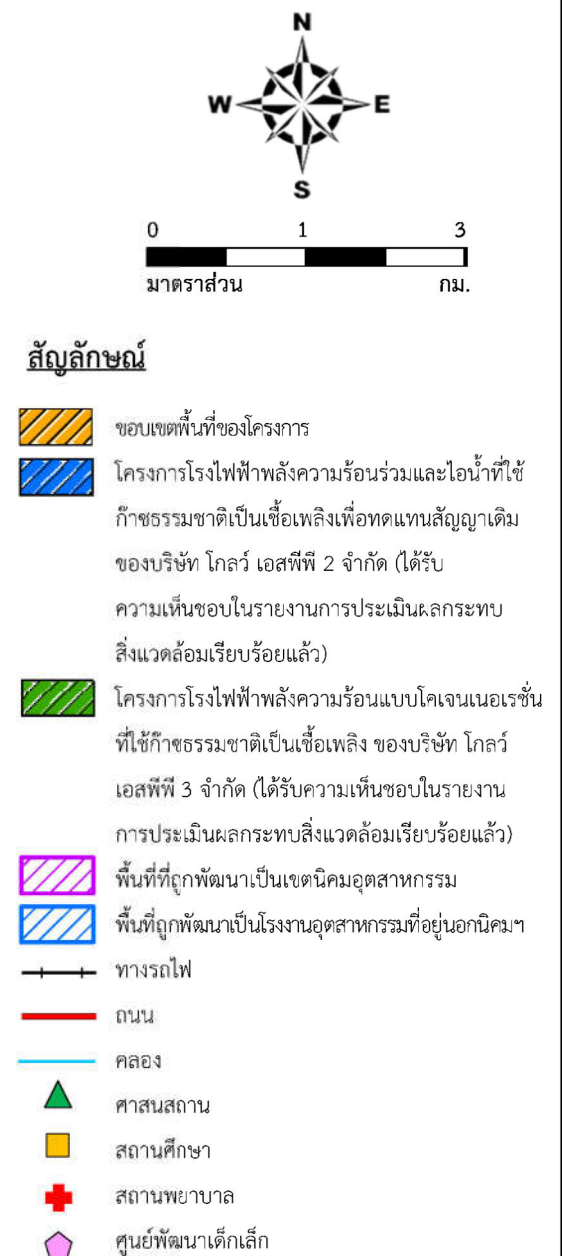 N
W E
S
0 1 3
มาตราส่วน กม.
สัญลักษณ์
ขอบเขตพื้นที่ของโครงการ
โครงการโรงไฟฟ้าพลังความร้อนร่วมและไอน้ำที่ใช้
ก๊าซธรรมชาติเป็นเชื้อเพลิงเพื่อทดแทนสัญญาเดิม
ของบริษัท โกลว์ เอสพีพี 2 จำกัด (ได้รับ
ความเห็นชอบในรายงานการประเมินผลกระทบ
สิ่งแวดล้อมเรียบร้อยแล้ว)
โครงการโรงไฟฟ้าพลังความร้อนแบบโคเจนเนอเรชั่น
ที่ใช้ก๊าซธรรมชาติเป็นเชื้อเพลิง ของบริษัท โกลว์
เอสพีพี 3 จำกัด (ได้รับความเห็นชอบในรายงาน
การประเมินผลกระทบสิ่งแวดล้อมเรียบร้อยแล้ว)
พื้นที่ที่ถูกพัฒนาเป็นเขตนิคมอุตสาหกรรม
พื้นที่ถูกพัฒนาเป็นโรงงานอุตสาหกรรมที่อยู่นอกนิคมฯ
ทางรถไฟ
ถนน
คลอง
ศาสนสถาน
สถานศึกษา
สถานพยาบาล
ศูนย์พัฒนาเด็กเล็ก